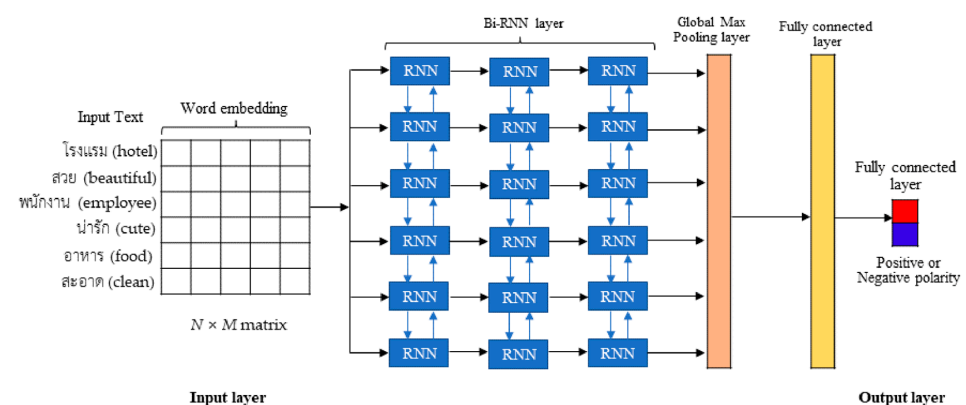 Bi-RNN layer
Global Max
Pooling layer
Fully connected
layer
Input Text
Word embedding
โรงแรม (hotel)
สวย (beautiful)
พนักงาน (employee)
น่ารัก (cute)
อาหาร (food)
สะอาด (clean)
N × M matrix
RNN RNN RNN
RNN RNN RNN
RNN RNN RNN
RNN RNN RNN
RNN RNN RNN
RNN RNN RNN
Fully connected
layer
Positive or
Negative polarity
Input layer
Output layer